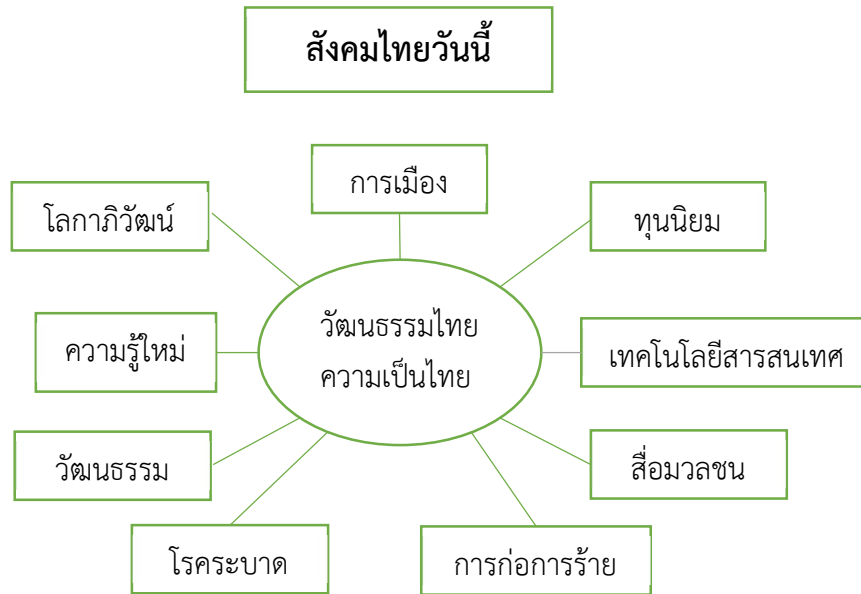 สังคมไทยวันนี้
การเมือง
โลกาภิวัฒน์
ทุนนิยม
วัฒนธรรมไทย
ความเป็นไทย
ความรู้ใหม่
เทคโนโลยีสารสนเทศ
วัฒนธรรม
สื่อมวลชน
โรคระบาด
การก่อการร้าย